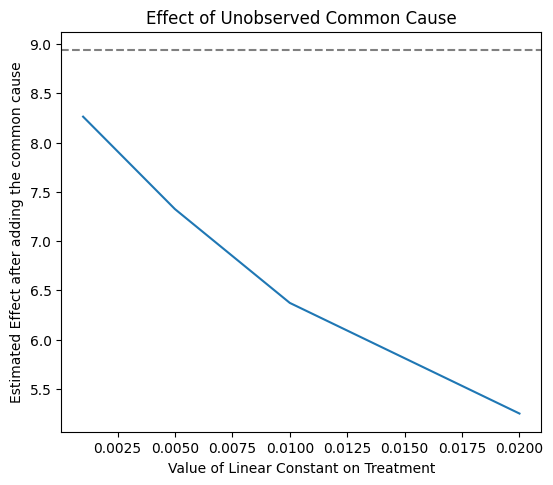 Effect of Unobserved Common Cause
Estimated Effect after adding the common cause
9.0
8.5
8.0
7.5
7.0
6.5
6.0
5.5
0.0025 0.0050 0.0075 0.0100 0.0125 0.0150 0.0175 0.0200
Value of Linear Constant on Treatment